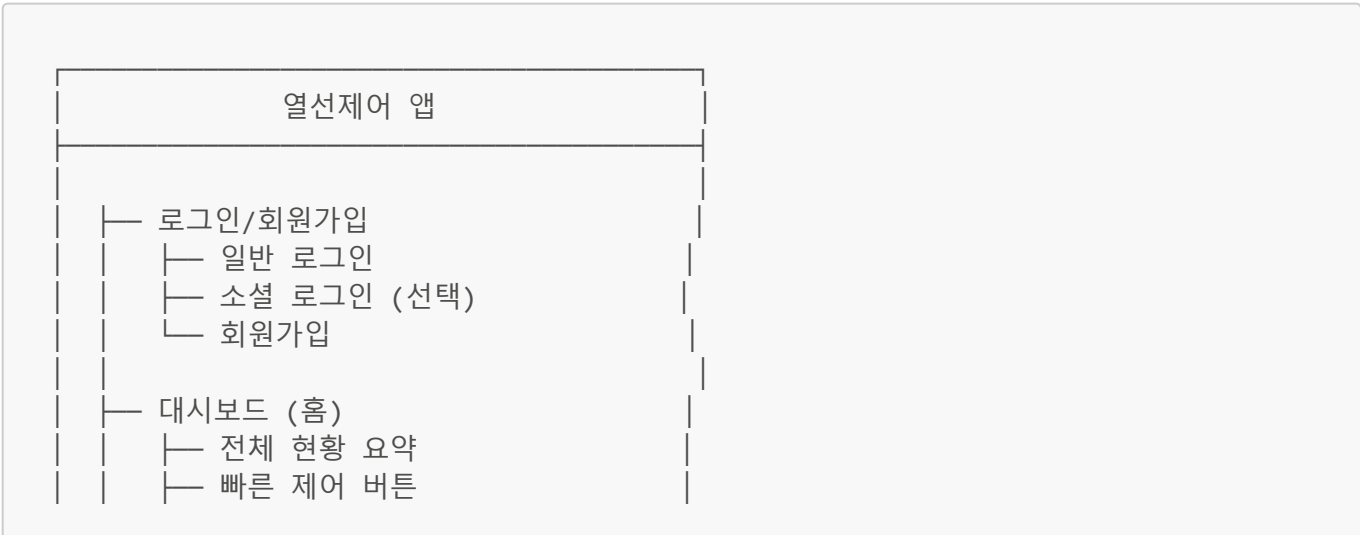 열선제어 앱
├── 로그인/회원가입
│   ├── 일반 로그인
│   ├── 소셜 로그인 (선택)
│   └── 회원가입
├── 대시보드 (홈)
│   ├── 전체 현황 요약
│   ├── 빠른 제어 버튼